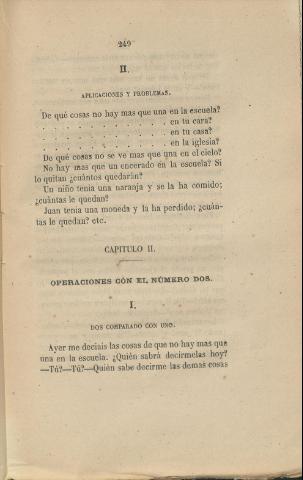 249
II.
APLICACIONES Y PROBLEMAS.
De qué cosas no hay mas que una en la escuela?
. . . . . . . . . . . . . . en tu cara?
. . . . . . . . . . . . . . en tu casa?
. . . . . . . . . . . . . . en la iglesia?
De qué cosas no se ve mas que una en el cielo?
No hay mas que un encerado en la escuela? Si
lo quitan ¿cuántos quedarán?
Un niño tenia una naranja y se la ha comido;
¿cuántas le quedan?
Juan tenia una moneda y la ha perdido; ¿cuán-
tas le quedan? etc.
CAPITULO II.
OPERACIONES CON EL NÚMERO DOS.
I.
DOS COMPARADO CON UNO.
Ayer me deciais las cosas de que no hay mas que
una en la escuela. ¿Quién sabrá decirmelas hoy?
—Tú?—Tú?—Quién sabe decirme las demas cosas